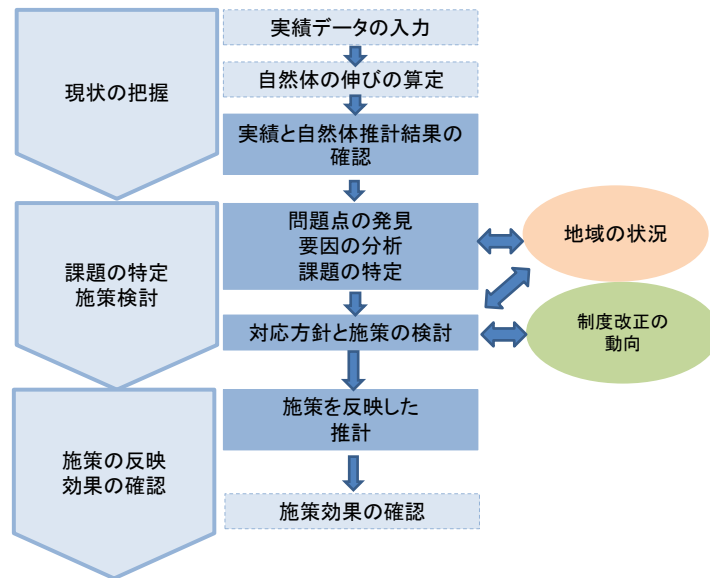 現状の把握
実績データの入力
自然体の伸びの算定
実績と自然体推計結果の
確認
課題の特定
施策検討
問題点の発見
要因の分析
課題の特定
地域の状況
対応方針と施策の検討
制度改正の
動向
施策の反映
効果の確認
施策を反映した
推計
施策効果の確認